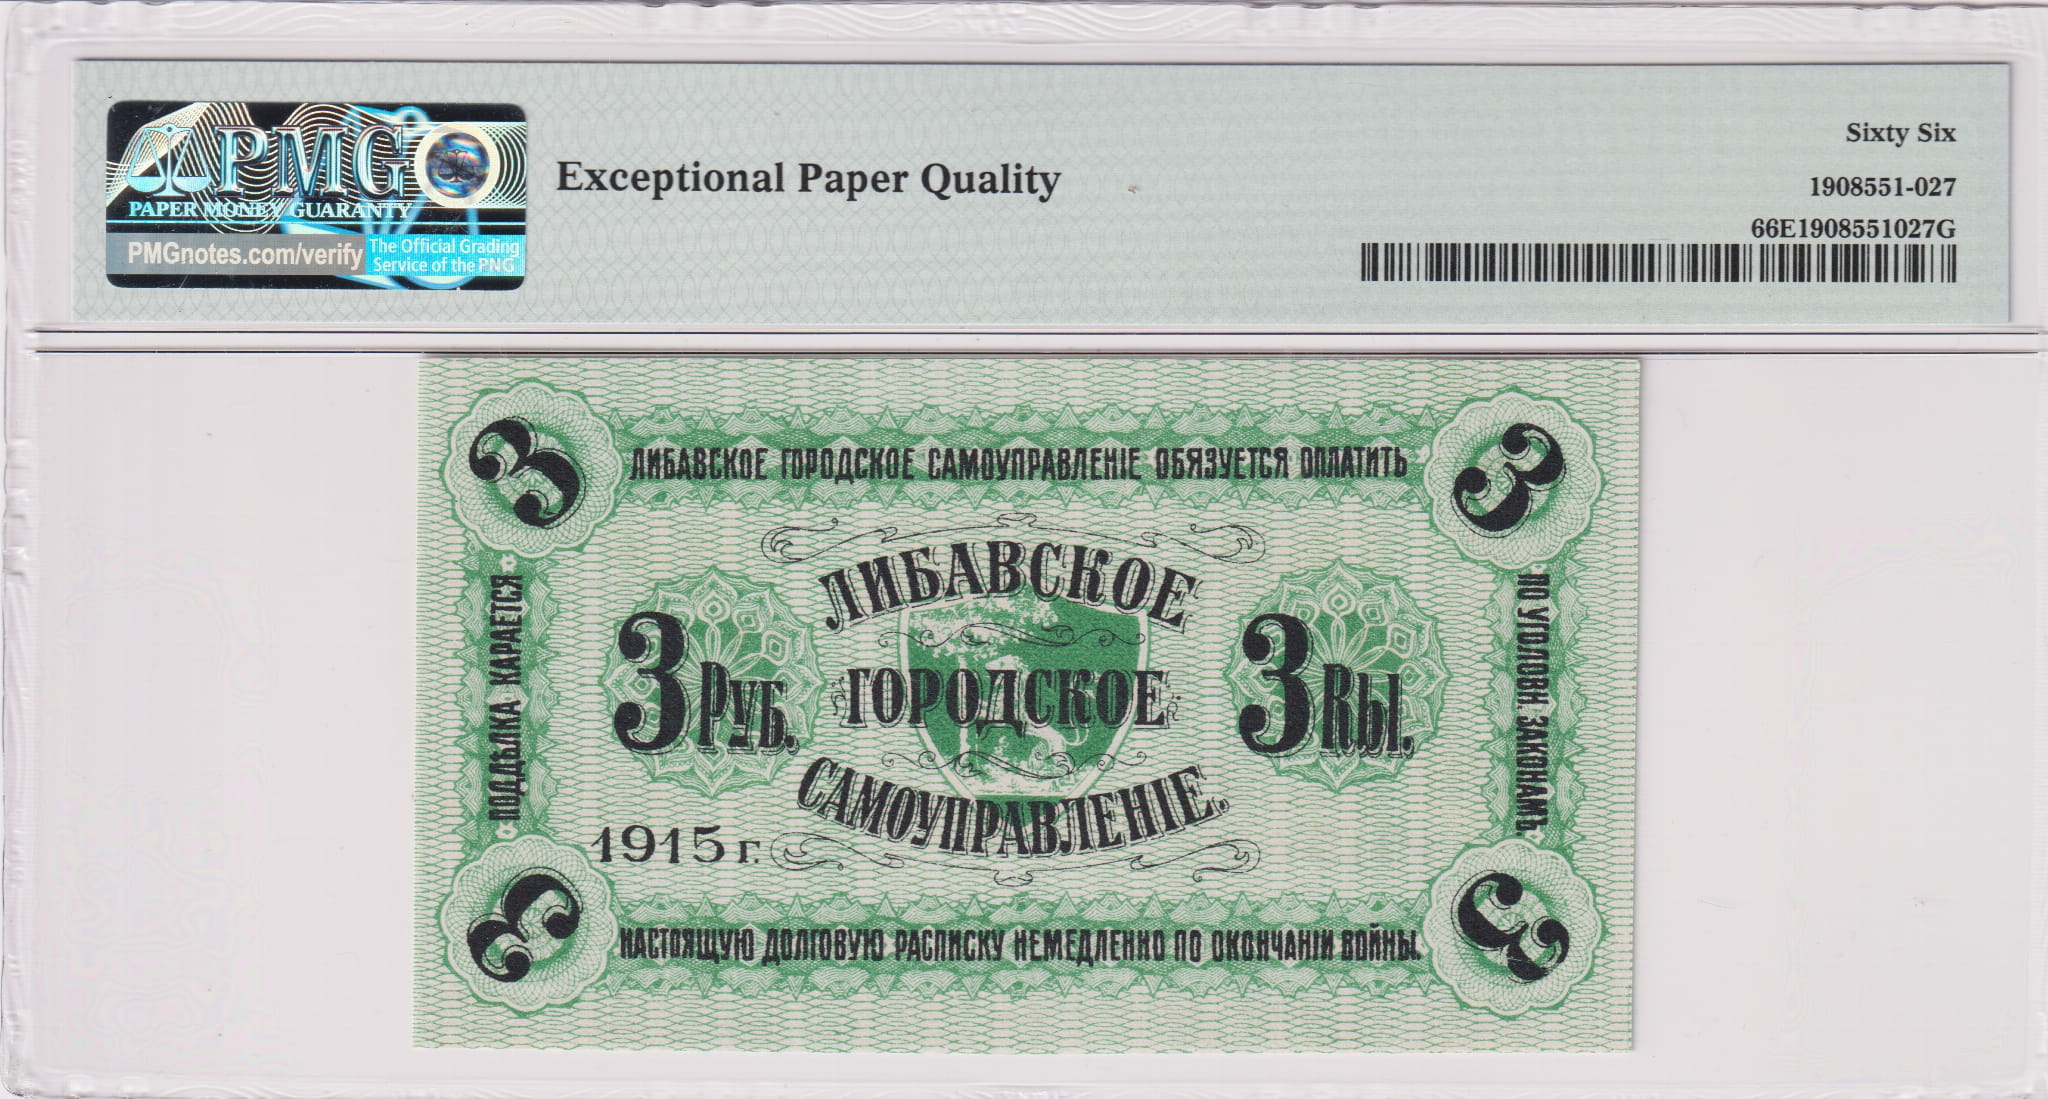 PMG
PAPER MONEY GUARANTY
PMGnotes.com/verify
The Official Grading
Service of the PNG
Exceptional Paper Quality
Sixty Six
1908551-027
66E1908551027G
3
3
ЛИБАВСКОЕ ГОРОДСКОЕ САМОУПРАВЛЕНІЕ ОБЯЗУЕТСЯ ОПЛАТИТЬ
ПОДДѢЛКА КАРАЕТСЯ
ПО УГОЛОВН. ЗАКОНАМЪ.
ЛИБАВСКОЕ
ГОРОДСКОЕ
САМОУПРАВЛЕНІЕ.
3 РУБ.
3 Rbl.
1915 г.
3
3
НАСТОЯЩУЮ ДОЛГОВУЮ РАСПИСКУ НЕМЕДЛЕННО ПО ОКОНЧАНІИ ВОЙНЫ.